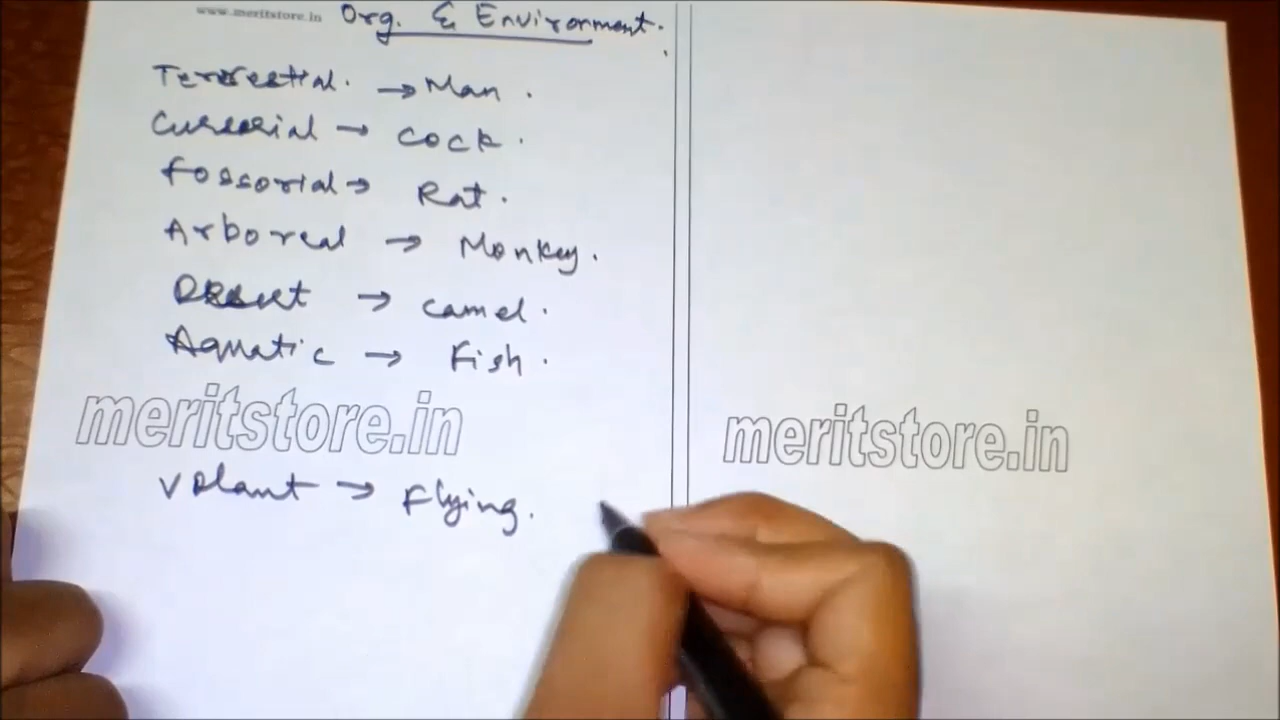 www.meritstore.in
Org. & Environment.
Terrestial. → Man.
Cursorial → cock.
Fossorial → Rat.
Arboreal → Monkey.
Desert → camel.
Aquatic → Fish.
meritstore.in
meritstore.in
Volant → Flying.